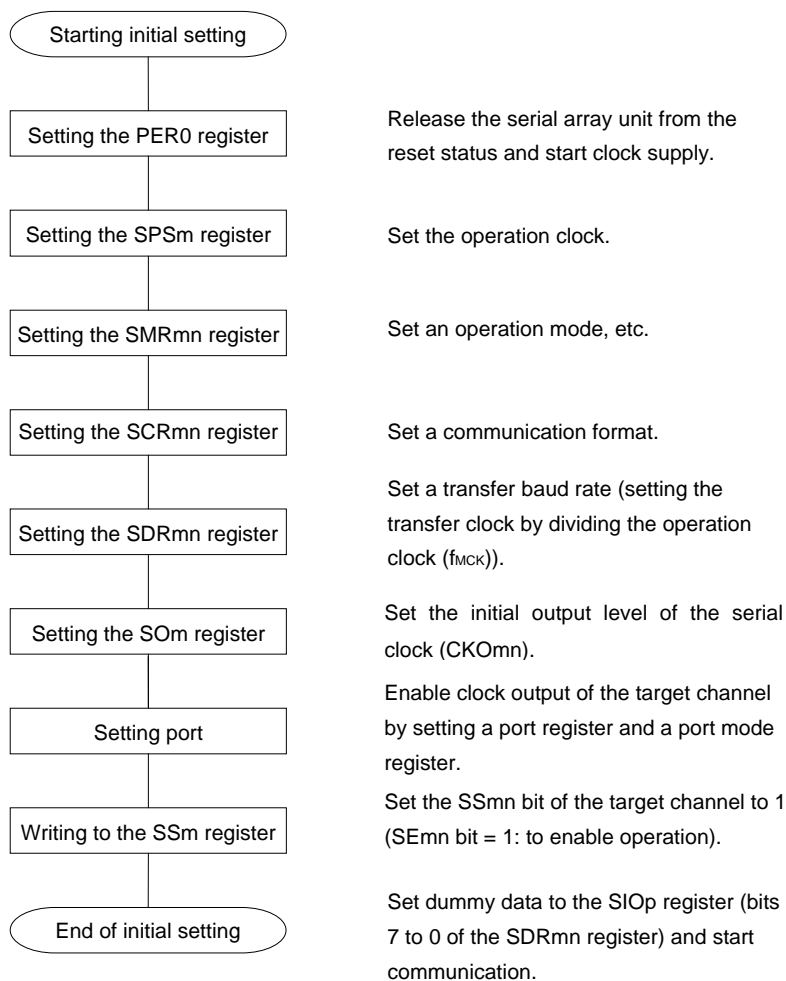 Starting initial setting
Setting the PER0 register
Release the serial array unit from the
reset status and start clock supply.
Setting the SPSm register
Set the operation clock.
Setting the SMRmn register
Set an operation mode, etc.
Setting the SCRmn register
Set a communication format.
Setting the SDRmn register
Set a transfer baud rate (setting the
transfer clock by dividing the operation
clock (fMCK)).
Setting the SOm register
Set the initial output level of the serial
clock (CKOmn).
Setting port
Enable clock output of the target channel
by setting a port register and a port mode
register.
Writing to the SSm register
Set the SSmn bit of the target channel to 1
(SEmn bit = 1: to enable operation).
End of initial setting
Set dummy data to the SIOp register (bits
7 to 0 of the SDRmn register) and start
communication.